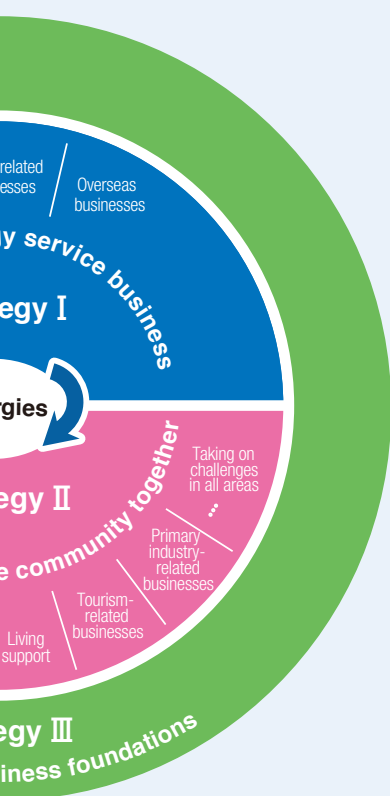 related
esses
Overseas
businesses
y service business
egy I
rgies
egy II
e community together
Taking on
challenges
in all areas
...
Primary
industry-
related
businesses
Tourism-
related
businesses
Living
support
egy III
iness foundations